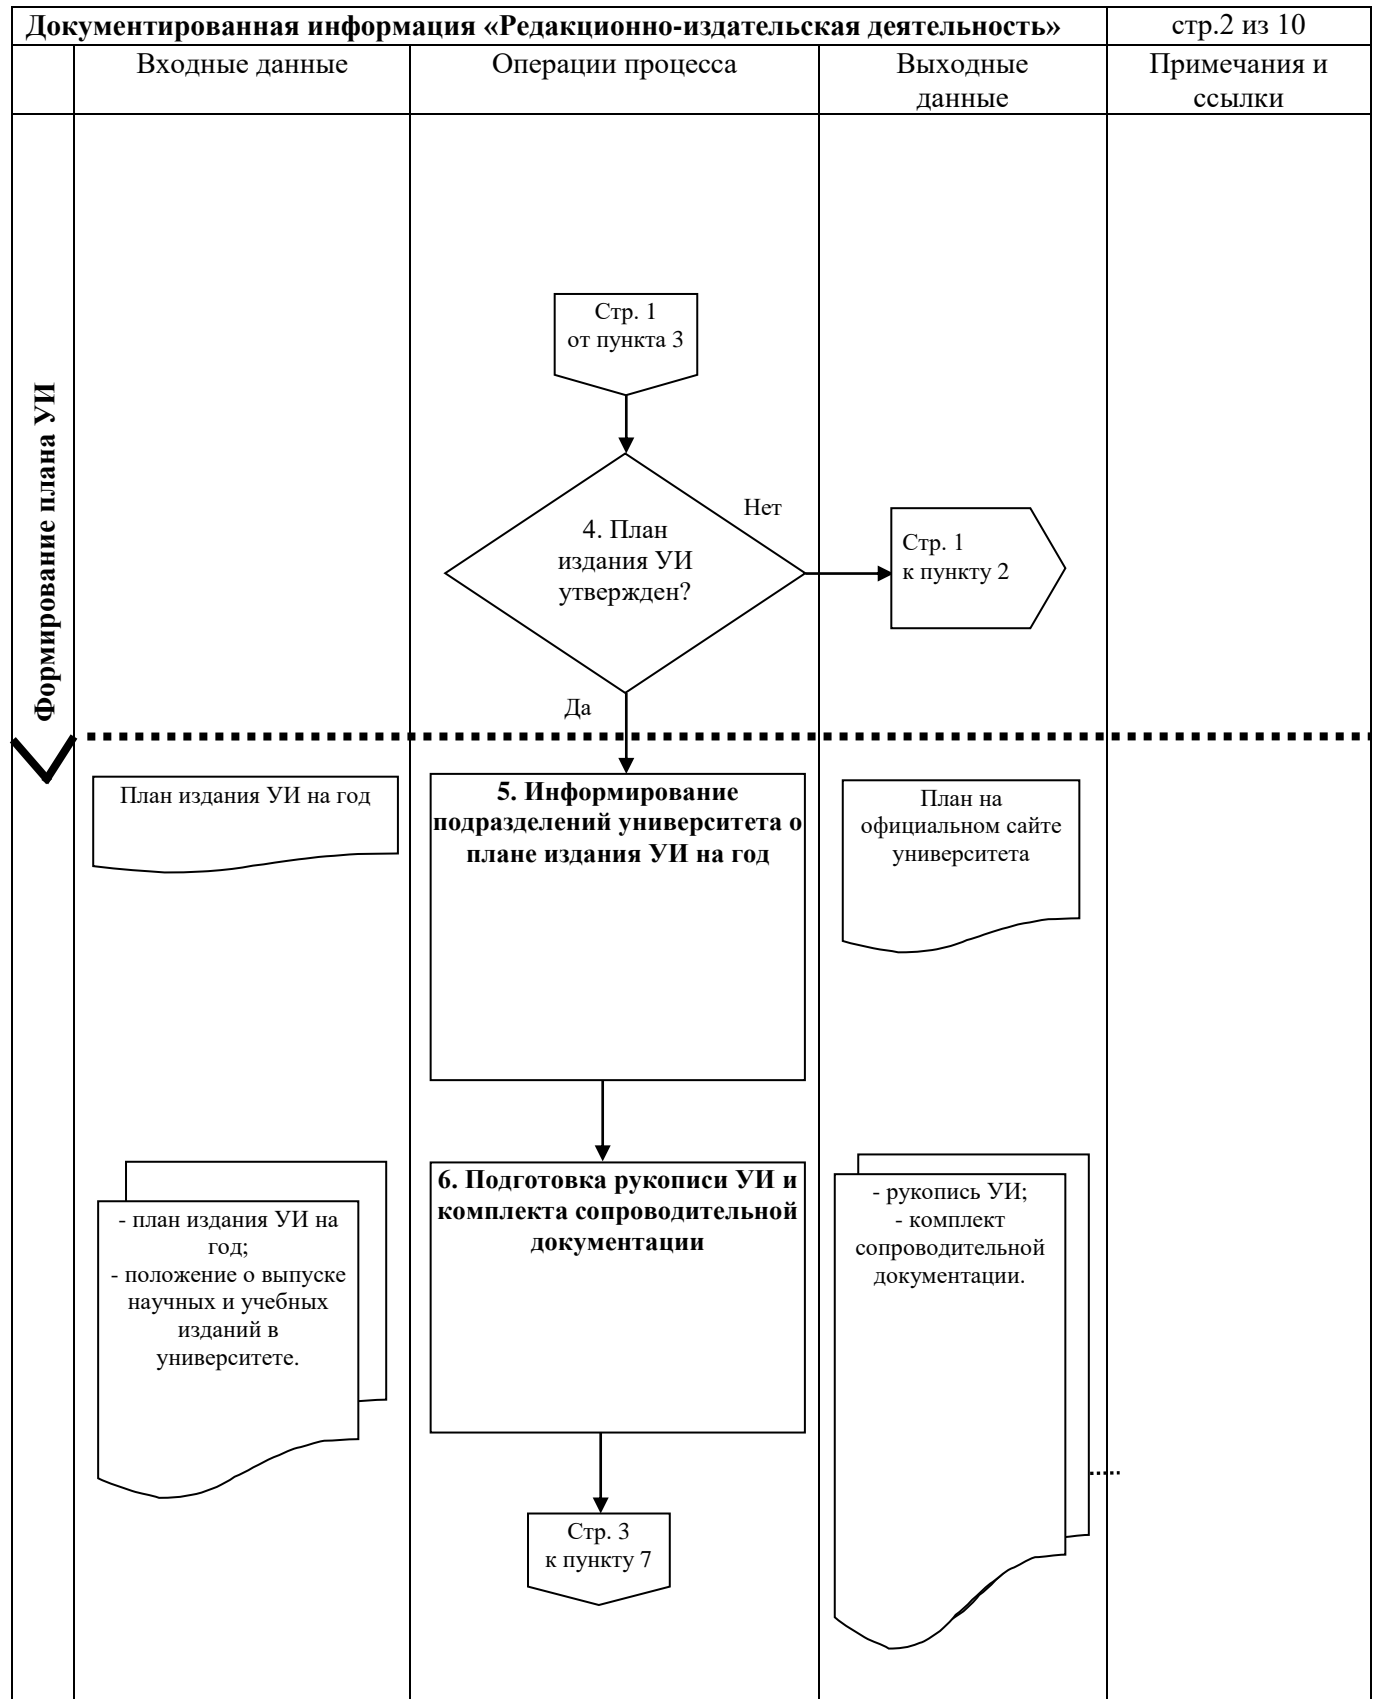 Документированная информация «Редакционно-издательская деятельность»
стр.2 из 10
Входные данные
Операции процесса
Выходные
данные
Примечания и
ссылки
Формирование плана УИ
Стр. 1
от пункта 3
4. План
издания УИ
утвержден?
Нет
Стр. 1
к пункту 2
Да
План издания УИ на год
5. Информирование
подразделений университета о
плане издания УИ на год
План на
официальном сайте
университета
- план издания УИ на
год;
- положение о выпуске
научных и учебных
изданий в
университете.
6. Подготовка рукописи УИ и
комплекта сопроводительной
документации
- рукопись УИ;
- комплект
сопроводительной
документации.
Стр. 3
к пункту 7